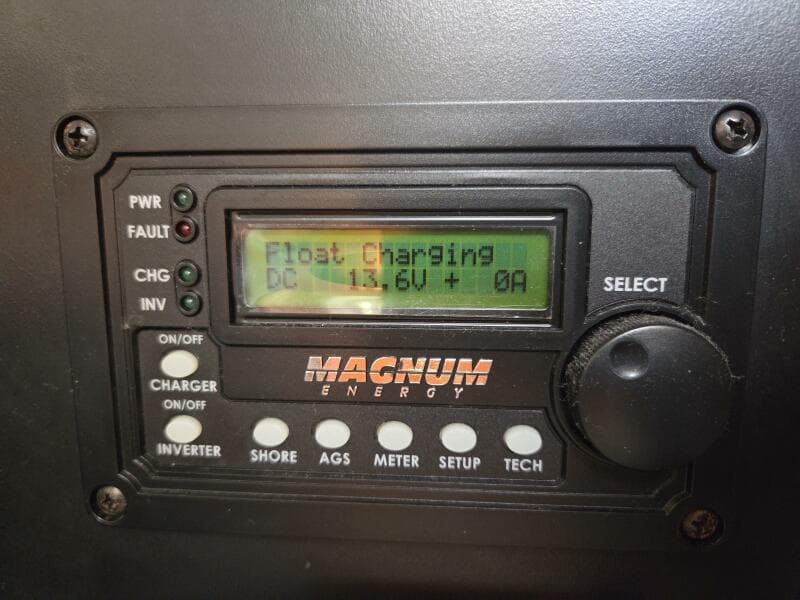 PWR
FAULT
CHG
INV
Float Charging
DC 13.6V + 0A
SELECT
ON/OFF
CHARGER
ON/OFF
INVERTER
MAGNUM
ENERGY
SHORE
AGS
METER
SETUP
TECH